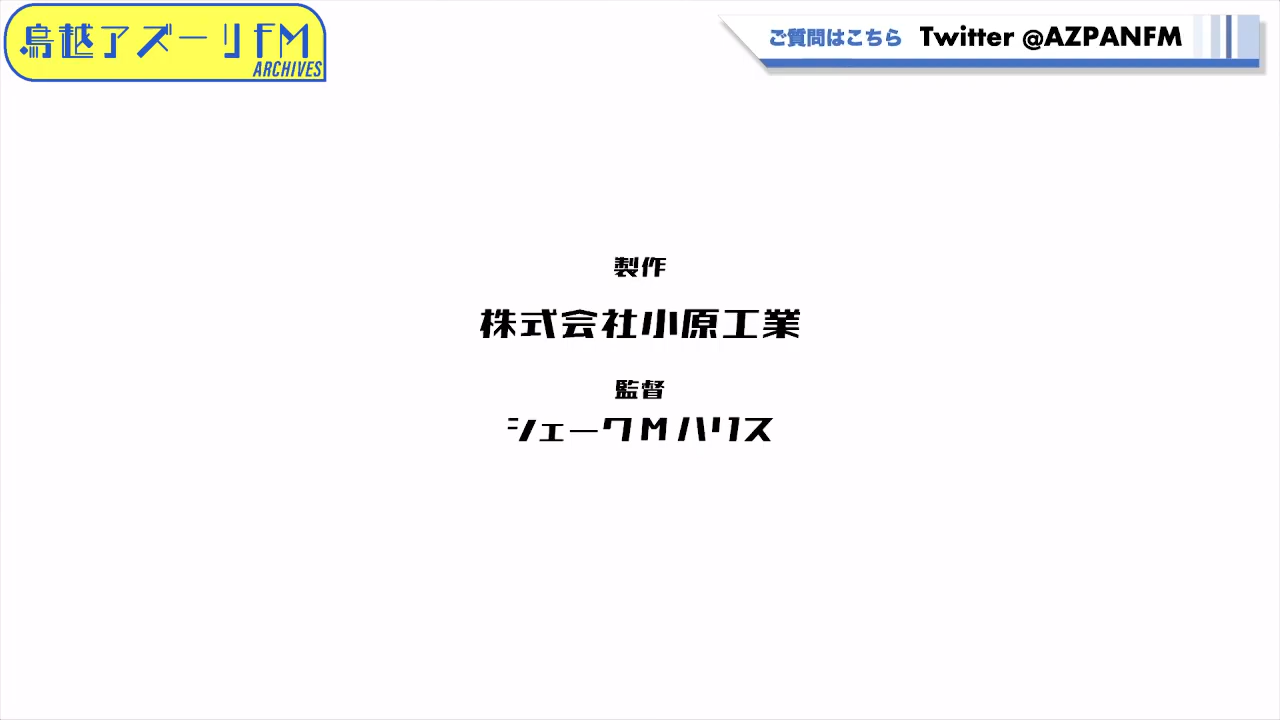 鳥越アズーリFM
ARCHIVES
ご質問はこちら Twitter @AZPANFM
製作
株式会社小原工業
監督
シェークMハリス